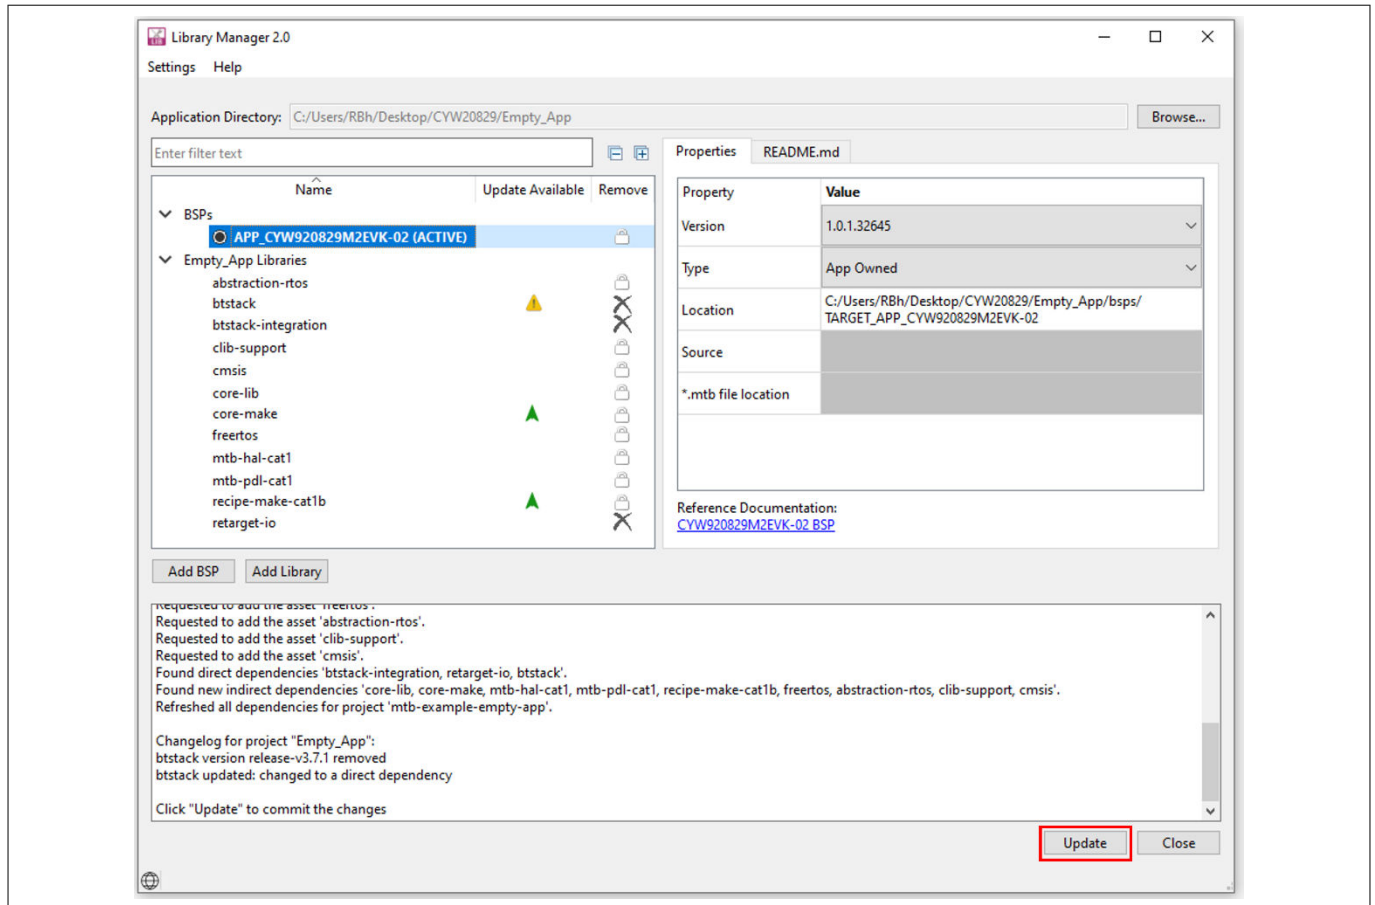 Library Manager 2.0
Settings Help
Application Directory: C:/Users/RBh/Desktop/CYW20829/Empty_App Browse...
Enter filter text
Properties README.md
Name Update Available Remove
Property Value
BSPs
APP_CYW920829M2EVK-02 (ACTIVE)
Version 1.0.1.32645
Empty_App Libraries
Type App Owned
abstraction-rtos
btstack
Location C:/Users/RBh/Desktop/CYW20829/Empty_App/bsps/
TARGET_APP_CYW920829M2EVK-02
btstack-integration
clib-support
Source
cmsis
core-lib
*.mtb file location
core-make
freertos
mtb-hal-cat1
mtb-pdl-cat1
recipe-make-cat1b
retarget-io
Reference Documentation:
CYW920829M2EVK-02 BSP
Add BSP Add Library
Requested to add the asset 'freertos'.
Requested to add the asset 'abstraction-rtos'.
Requested to add the asset 'clib-support'.
Requested to add the asset 'cmsis'.
Found direct dependencies 'btstack-integration, retarget-io, btstack'.
Found new indirect dependencies 'core-lib, core-make, mtb-hal-cat1, mtb-pdl-cat1, recipe-make-cat1b, freertos, abstraction-rtos, clib-support, cmsis'.
Refreshed all dependencies for project 'mtb-example-empty-app'.
Changelog for project "Empty_App":
btstack version release-v3.7.1 removed
btstack updated: changed to a direct dependency
Click "Update" to commit the changes
Update Close